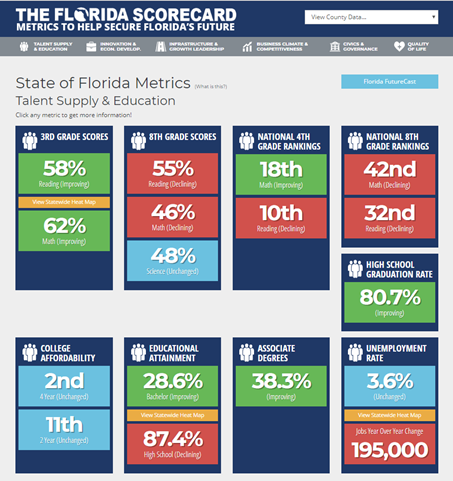 THE FLORIDA SCORECARD
METRICS TO HELP SECURE FLORIDA'S FUTURE
View County Data...
TALENT SUPPLY
& EDUCATION
INNOVATION &
ECON. DEVELOP.
INFRASTRUCTURE &
GROWTH LEADERSHIP
BUSINESS CLIMATE &
COMPETITIVENESS
CIVICS &
GOVERNANCE
QUALITY
OF LIFE
State of Florida Metrics (What is this?)
Florida FutureCast
Talent Supply & Education
Click any metric to get more information!
3RD GRADE SCORES
58%
Reading (Improving)
View Statewide Heat Map
62%
Math (Improving)
8TH GRADE SCORES
55%
Reading (Declining)
46%
Math (Declining)
48%
Science (Unchanged)
NATIONAL 4TH
GRADE RANKINGS
18th
Math (Improving)
10th
Reading (Declining)
NATIONAL 8TH
GRADE RANKINGS
42nd
Math (Declining)
32nd
Reading (Declining)
HIGH SCHOOL
GRADUATION RATE
80.7%
(Improving)
COLLEGE
AFFORDABILITY
2nd
4 Year (Unchanged)
11th
2 Year (Unchanged)
EDUCATIONAL
ATTAINMENT
28.6%
Bachelor (Improving)
View Statewide Heat Map
87.4%
High School (Declining)
ASSOCIATE
DEGREES
38.3%
(Improving)
UNEMPLOYMENT
RATE
3.6%
(Unchanged)
View Statewide Heat Map
Jobs Year Over Year Change
195,000